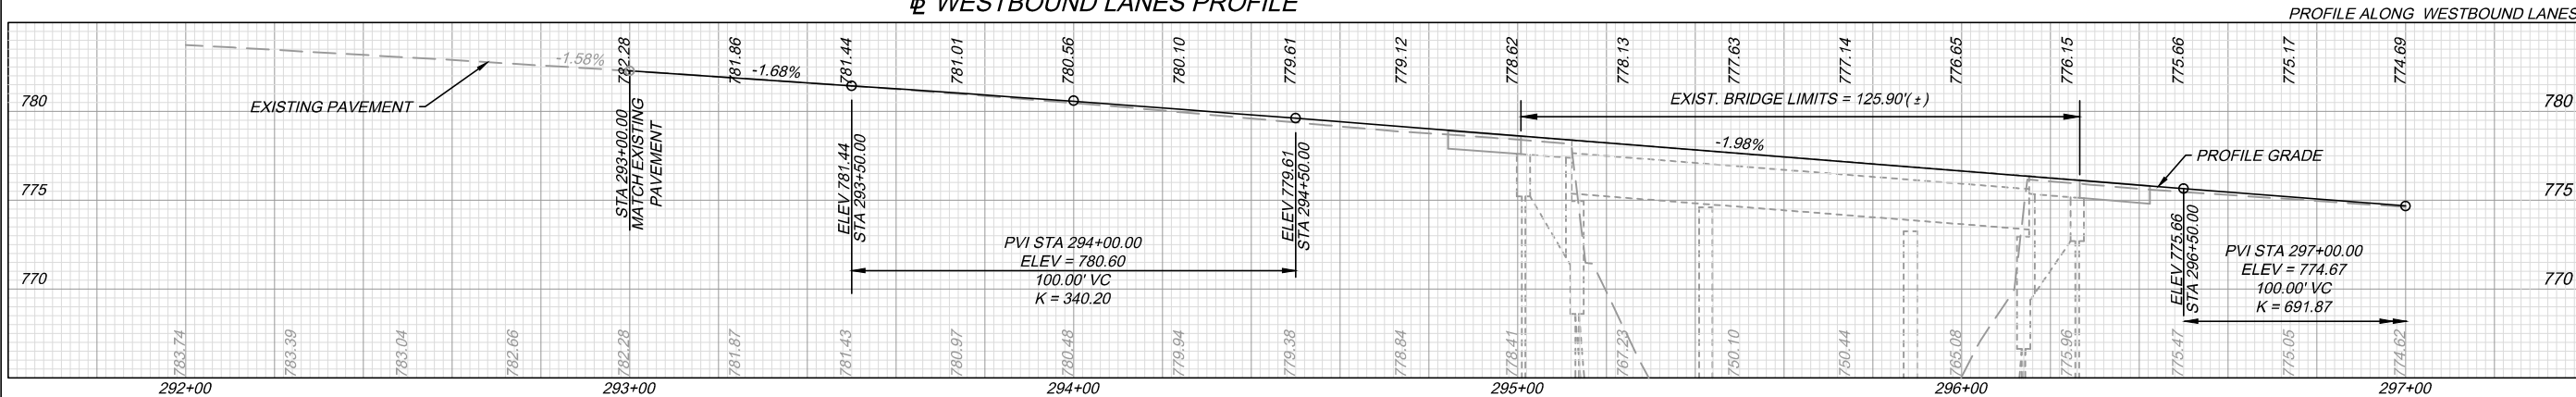 ℄ WESTBOUND LANES PROFILE
PROFILE ALONG WESTBOUND LANES
782.28 781.86 781.44 781.01 780.56 780.10 779.61 779.12 778.62 778.13 777.63 777.14 776.65 776.15 775.66 775.17 774.69
-1.58%
-1.68%
EXISTING PAVEMENT
780
780
EXIST. BRIDGE LIMITS = 125.90'(±)
-1.98%
PROFILE GRADE
STA 293+00.00
MATCH EXISTING
PAVEMENT
ELEV 781.44
STA 293+50.00
ELEV 779.61
STA 294+50.00
775
775
PVI STA 294+00.00
ELEV = 780.60
100.00' VC
K = 340.20
ELEV 775.66
STA 296+50.00
PVI STA 297+00.00
ELEV = 774.67
100.00' VC
K = 691.87
770
770
783.74 783.39 783.04 782.66 782.28 781.87 781.43 780.97 780.48 779.94 779.38 778.84 778.41 767.23 750.10 750.44 765.08 775.96 775.47 775.05 774.62
292+00 293+00 294+00 295+00 296+00 297+00